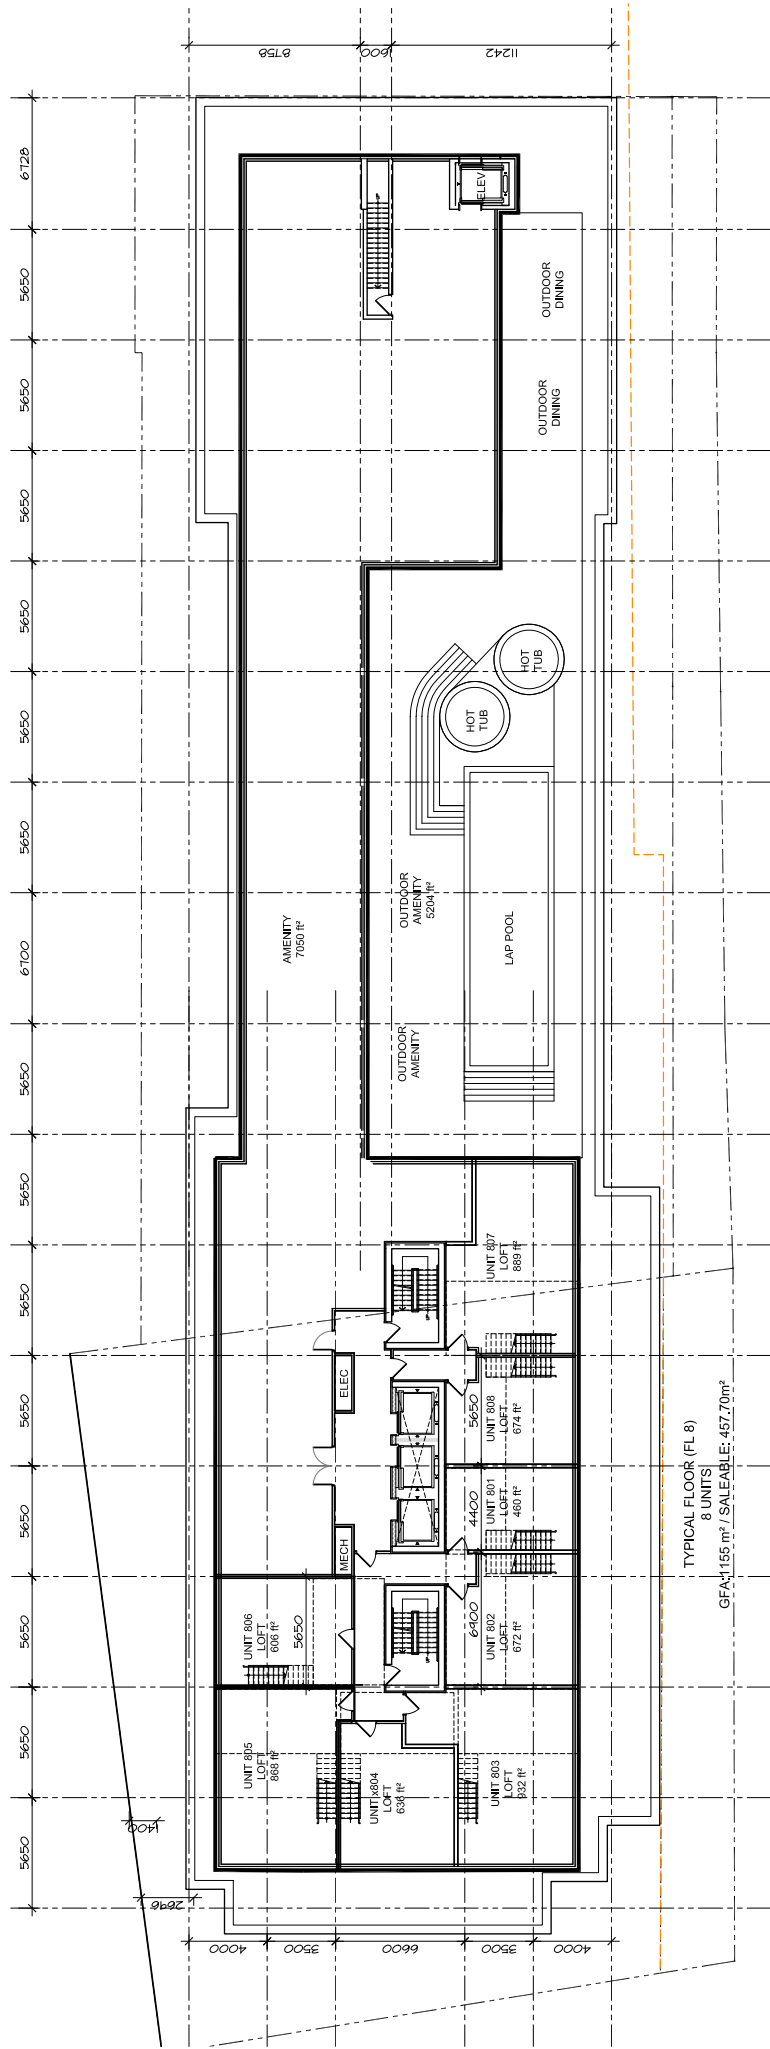 8758
1600
11242
6728
5650
5650
5650
5650
5650
5650
6700
5650
5650
5650
5650
5650
5650
5650
5650
ELEV
OUTDOOR
DINING
OUTDOOR
DINING
HOT
TUB
HOT
TUB
AMENITY
7050 ft²
OUTDOOR
AMENITY
5204 ft²
LAP POOL
OUTDOOR
AMENITY
UNIT 807
LOFT
889 ft²
ELEC
5650
UNIT 808
LOFT
674 ft²
4400
UNIT 801
LOFT
460 ft²
MECH
UNIT 806
LOFT
606 ft²
5650
6900
UNIT 802
LOFT
672 ft²
UNIT 805
LOFT
868 ft²
UNIT x804
LOFT
636 ft²
UNIT 803
LOFT
932 ft²
TYPICAL FLOOR (FL 8)
8 UNITS
GFA:1155 m² / SALEABLE: 457.70m²
1400
2696
4000
3500
6600
3500
4000